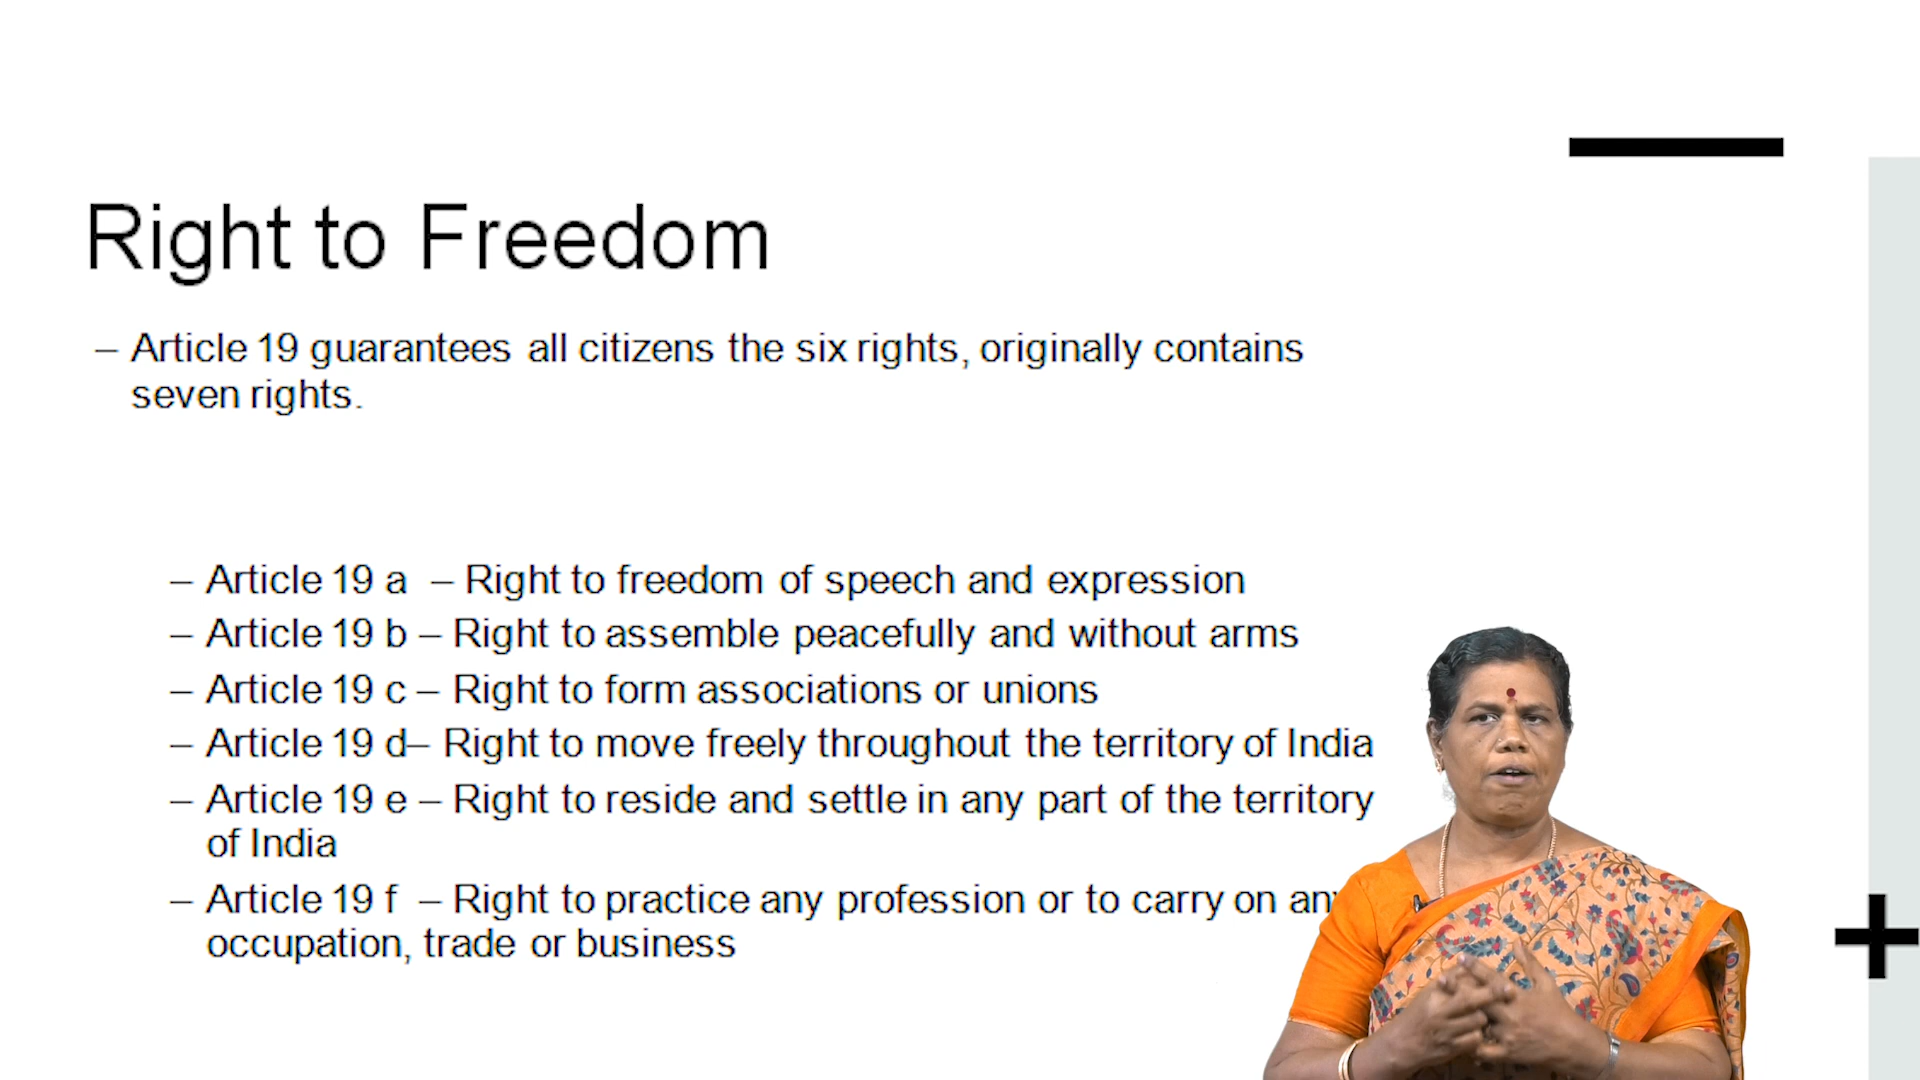 Right to Freedom
– Article 19 guarantees all citizens the six rights, originally contains
seven rights.
– Article 19 a – Right to freedom of speech and expression
– Article 19 b – Right to assemble peacefully and without arms
– Article 19 c – Right to form associations or unions
– Article 19 d– Right to move freely throughout the territory of India
– Article 19 e – Right to reside and settle in any part of the territory
of India
– Article 19 f – Right to practice any profession or to carry on any
occupation, trade or business